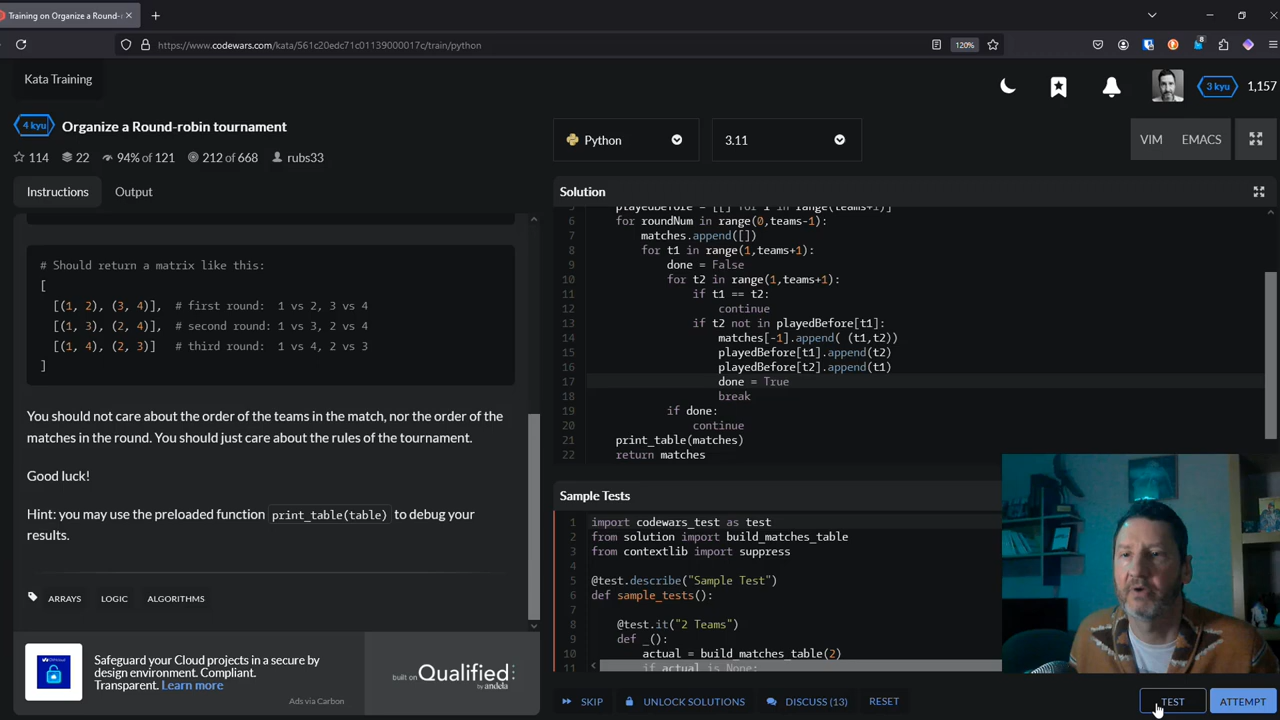 Training on Organize a Round-r
https://www.codewars.com/kata/561c20edc71c01139000017c/train/python
120%
8
Kata Training
3 kyu
1,157
4 kyu
Organize a Round-robin tournament
114
22
94% of 121
212 of 668
rubs33
Python
3.11
VIM
EMACS
Instructions
Output
# Should return a matrix like this:
[
[(1, 2), (3, 4)], # first round: 1 vs 2, 3 vs 4
[(1, 3), (2, 4)], # second round: 1 vs 3, 2 vs 4
[(1, 4), (2, 3)] # third round: 1 vs 4, 2 vs 3
]
You should not care about the order of the teams in the match, nor the order of the
matches in the round. You should just care about the rules of the tournament.
Good luck!
Hint: you may use the preloaded function print_table(table) to debug your
results.
ARRAYS
LOGIC
ALGORITHMS
Safeguard your Cloud projects in a secure by
design environment. Compliant.
Transparent. Learn more
Ads via Carbon
built on Qualified
by andela
Solution
playedBefore = [[] for i in range(teams+1)]
6 for roundNum in range(0,teams-1):
7 matches.append([])
8 for t1 in range(1,teams+1):
9 done = False
10 for t2 in range(1,teams+1):
11 if t1 == t2:
12 continue
13 if t2 not in playedBefore[t1]:
14 matches[-1].append( (t1,t2))
15 playedBefore[t1].append(t2)
16 playedBefore[t2].append(t1)
17 done = True
18 break
19 if done:
20 continue
21 print_table(matches)
22 return matches
Sample Tests
1 import codewars_test as test
2 from solution import build_matches_table
3 from contextlib import suppress
4
5 @test.describe("Sample Test")
6 def sample_tests():
7
8 @test.it("2 Teams")
9 def _():
10 actual = build_matches_table(2)
11 if actual is None:
SKIP
UNLOCK SOLUTIONS
DISCUSS (13)
RESET
TEST
ATTEMPT